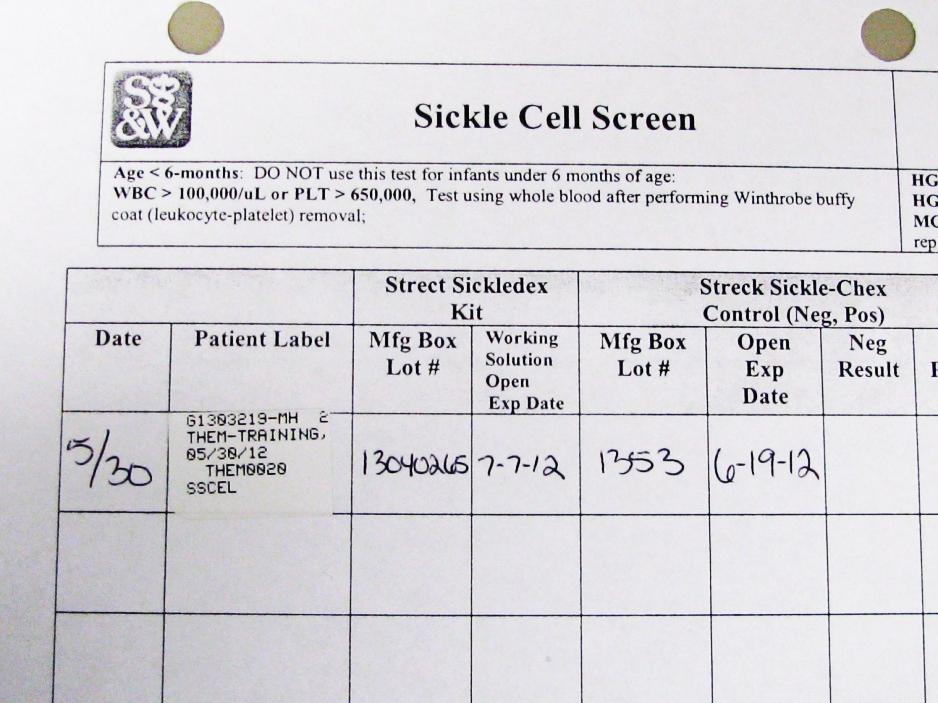 S&W
Sickle Cell Screen
Age < 6-months: DO NOT use this test for infants under 6 months of age:
WBC > 100,000/uL or PLT > 650,000, Test using whole blood after performing Winthrobe buffy
coat (leukocyte-platelet) removal;
HG
HG
MC
rep
Strect Sickledex
Kit
Streck Sickle-Chex
Control (Neg, Pos)
Date
Patient Label
Mfg Box
Lot #
Working
Solution
Open
Exp Date
Mfg Box
Lot #
Open
Exp
Date
Neg
Result
5/30
G1303219-MH 2
THEM-TRAINING,
05/30/12
THEM0020
SSCEL
13040265
7-7-12
1353
6-19-12